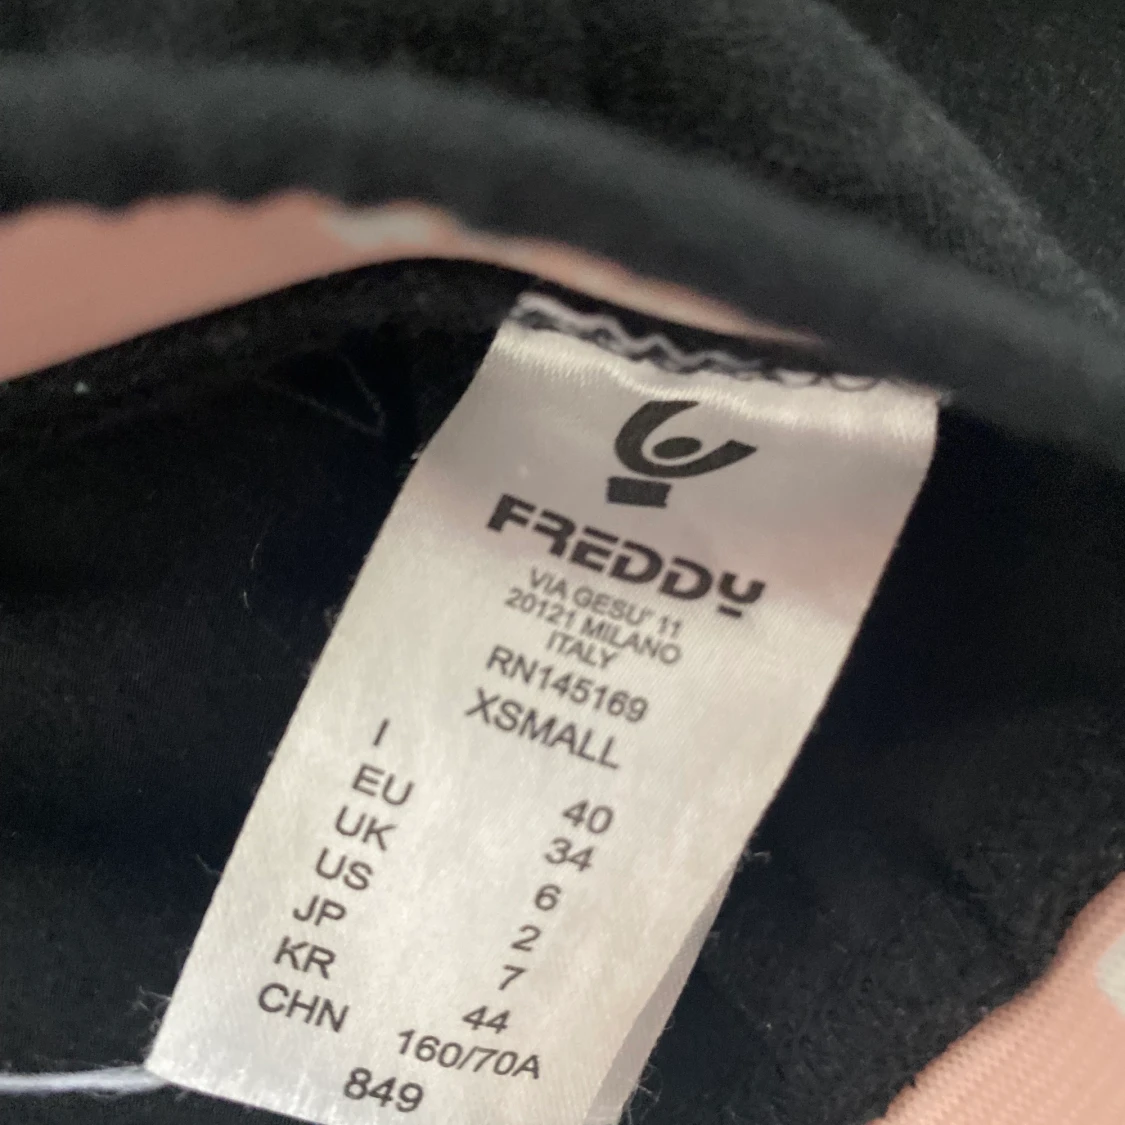 FREDDY
VIA GESU' 11
20121 MILANO
ITALY
RN145169
XSMALL
I 40
EU 34
UK 6
US 2
JP 7
KR 44
CHN 160/70A
849